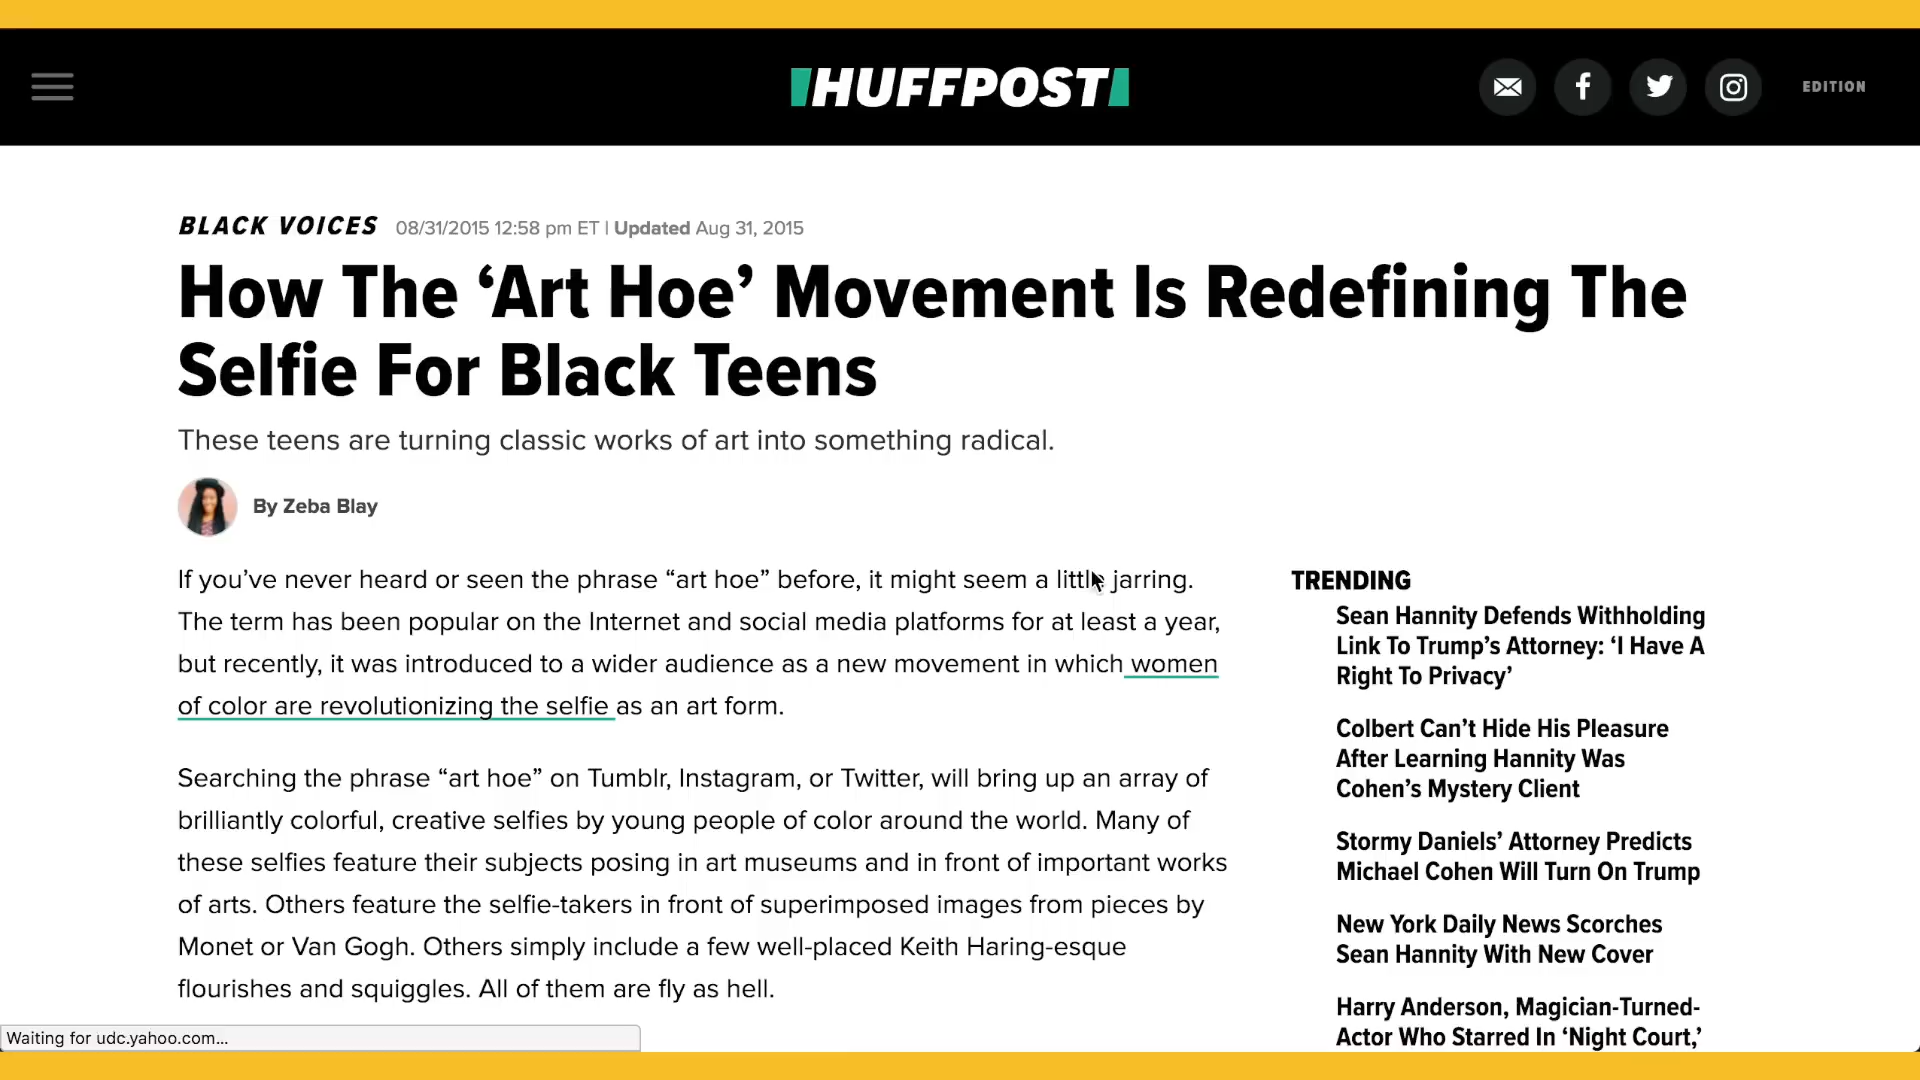 HUFFPOST
EDITION
BLACK VOICES 08/31/2015 12:58 pm ET | Updated Aug 31, 2015
How The ‘Art Hoe’ Movement Is Redefining The
Selfie For Black Teens
These teens are turning classic works of art into something radical.
By Zeba Blay
If you’ve never heard or seen the phrase “art hoe” before, it might seem a little jarring.
The term has been popular on the Internet and social media platforms for at least a year,
but recently, it was introduced to a wider audience as a new movement in which women
of color are revolutionizing the selfie as an art form.
Searching the phrase “art hoe” on Tumblr, Instagram, or Twitter, will bring up an array of
brilliantly colorful, creative selfies by young people of color around the world. Many of
these selfies feature their subjects posing in art museums and in front of important works
of arts. Others feature the selfie-takers in front of superimposed images from pieces by
Monet or Van Gogh. Others simply include a few well-placed Keith Haring-esque
flourishes and squiggles. All of them are fly as hell.
TRENDING
Sean Hannity Defends Withholding
Link To Trump’s Attorney: ‘I Have A
Right To Privacy’
Colbert Can’t Hide His Pleasure
After Learning Hannity Was
Cohen’s Mystery Client
Stormy Daniels’ Attorney Predicts
Michael Cohen Will Turn On Trump
New York Daily News Scorches
Sean Hannity With New Cover
Harry Anderson, Magician-Turned-
Actor Who Starred In ‘Night Court,’
Waiting for udc.yahoo.com...